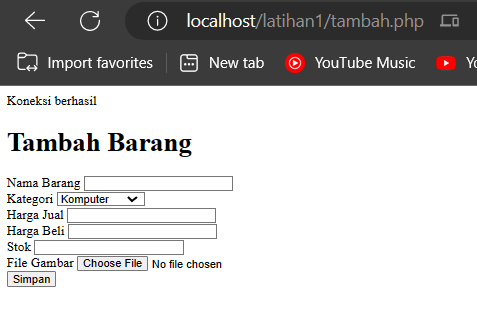 localhost/latihan1/tambah.php
Import favorites New tab YouTube Music Yo
Koneksi berhasil
Tambah Barang
Nama Barang
Kategori Komputer
Harga Jual
Harga Beli
Stok
File Gambar Choose File No file chosen
Simpan